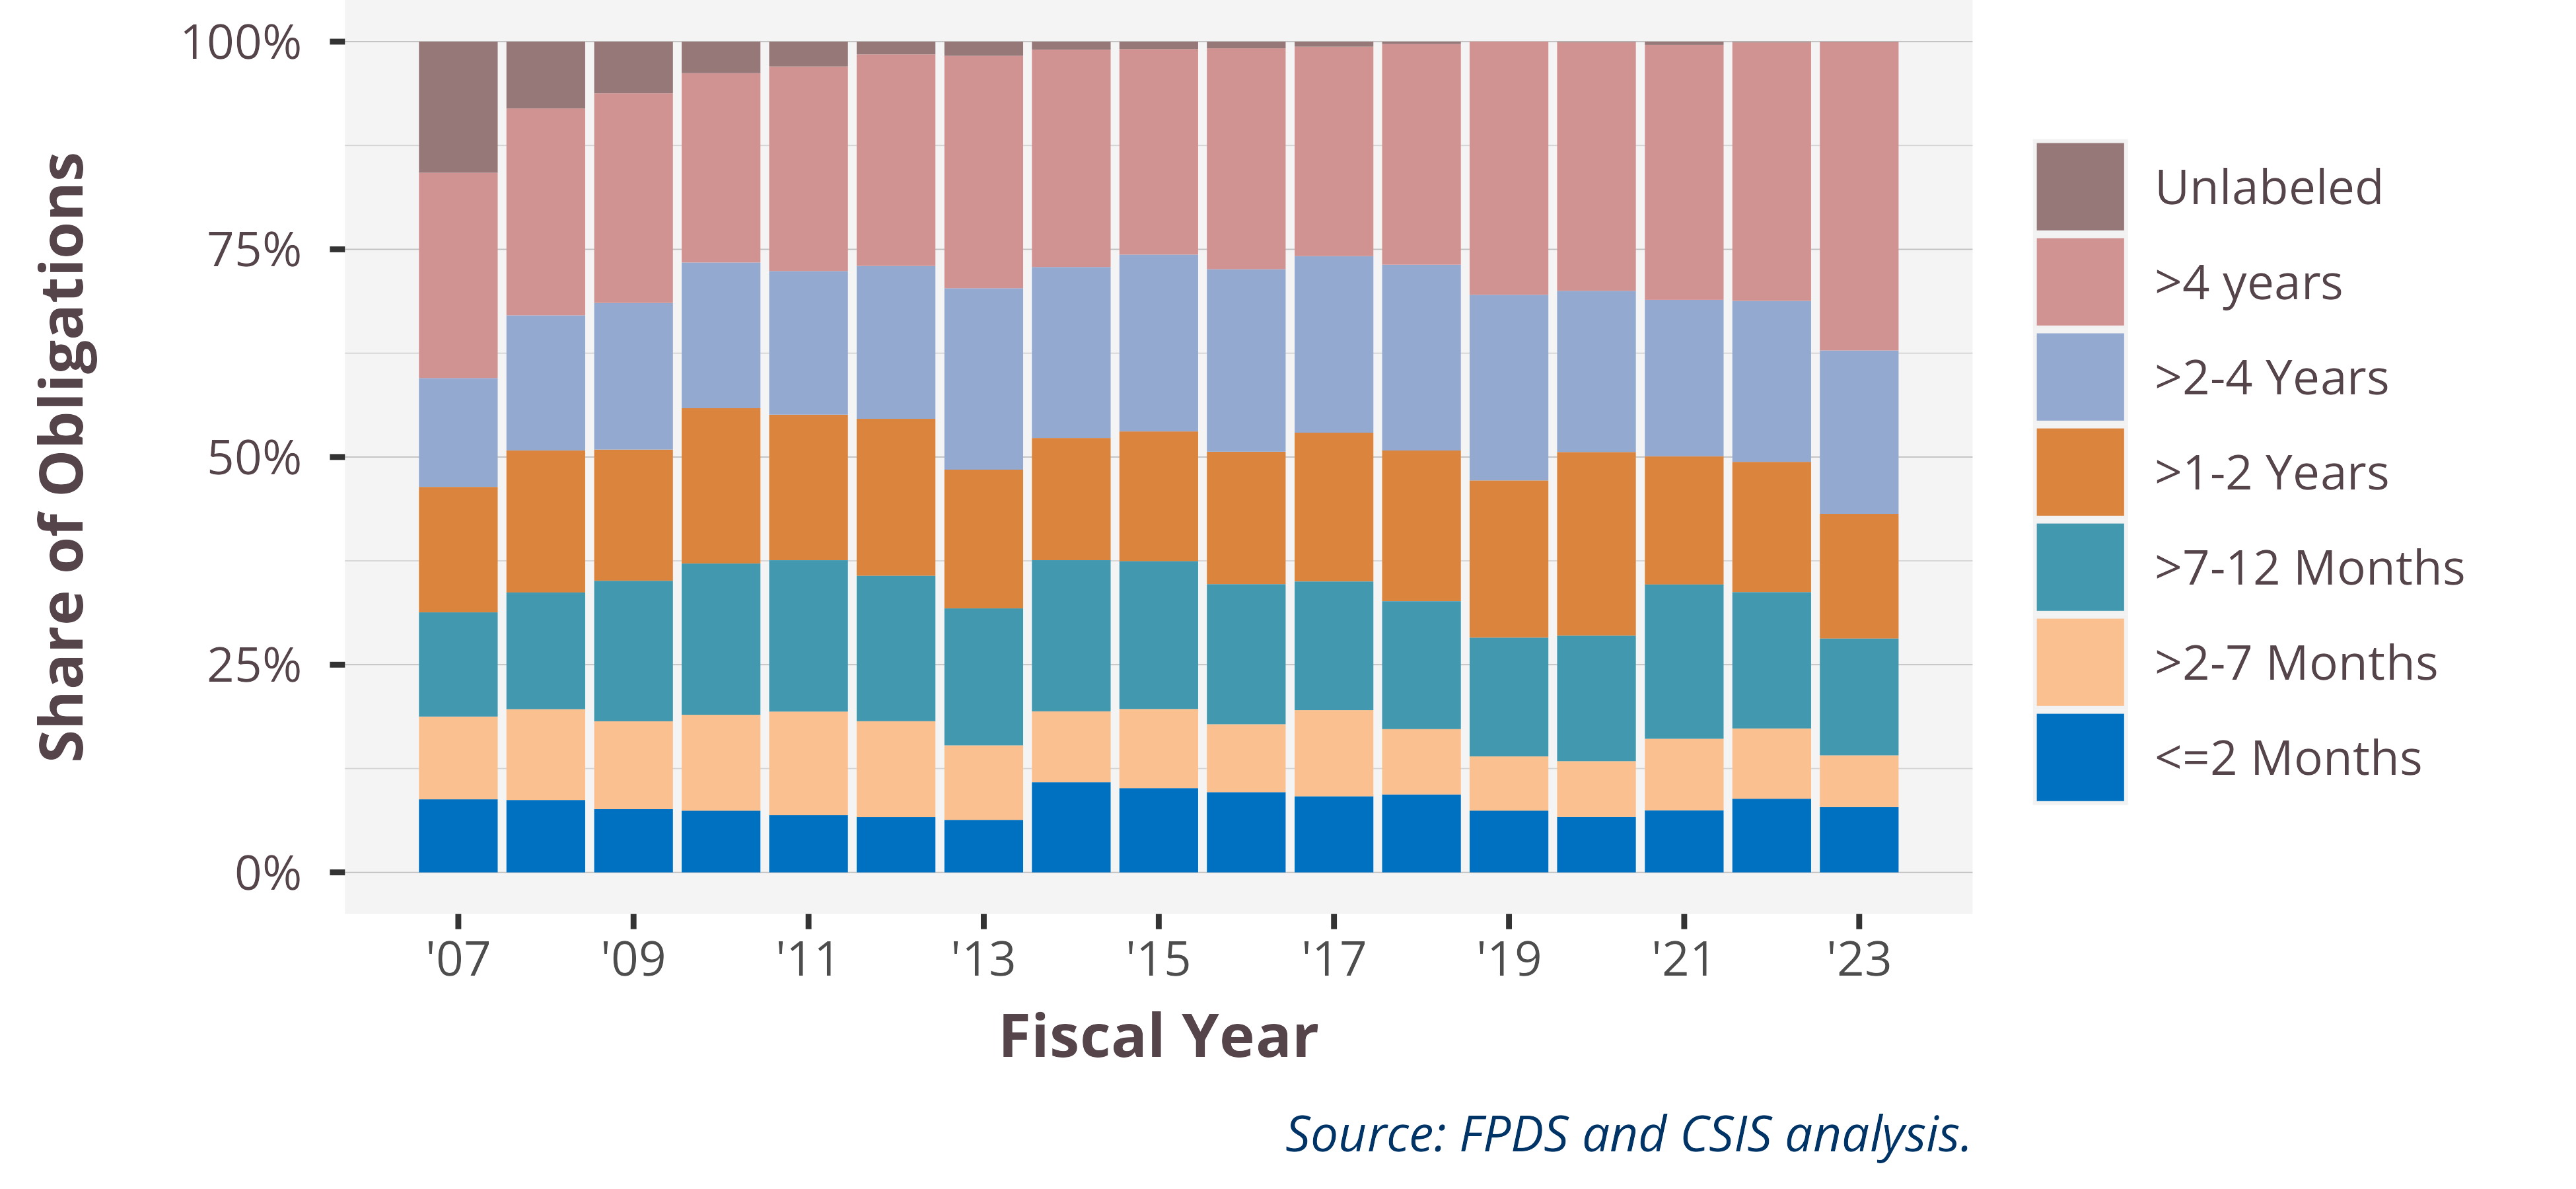 Share of Obligations
100%
75%
50%
25%
0%
'07 '09 '11 '13 '15 '17 '19 '21 '23
Fiscal Year
Unlabeled
>4 years
>2-4 Years
>1-2 Years
>7-12 Months
>2-7 Months
<=2 Months
Source: FPDS and CSIS analysis.